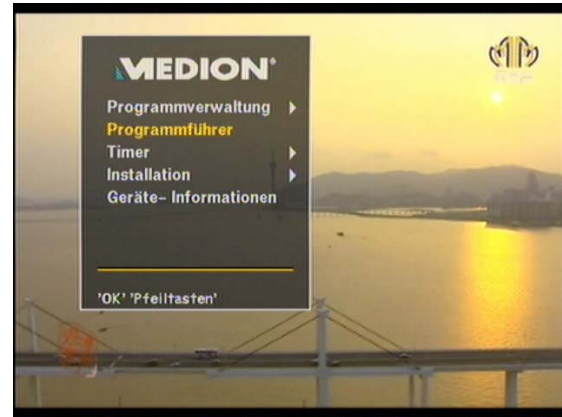 MEDION®
Programmverwaltung
Programmführer
Timer
Installation
Geräte- Informationen
'OK' 'Pfeiltasten'